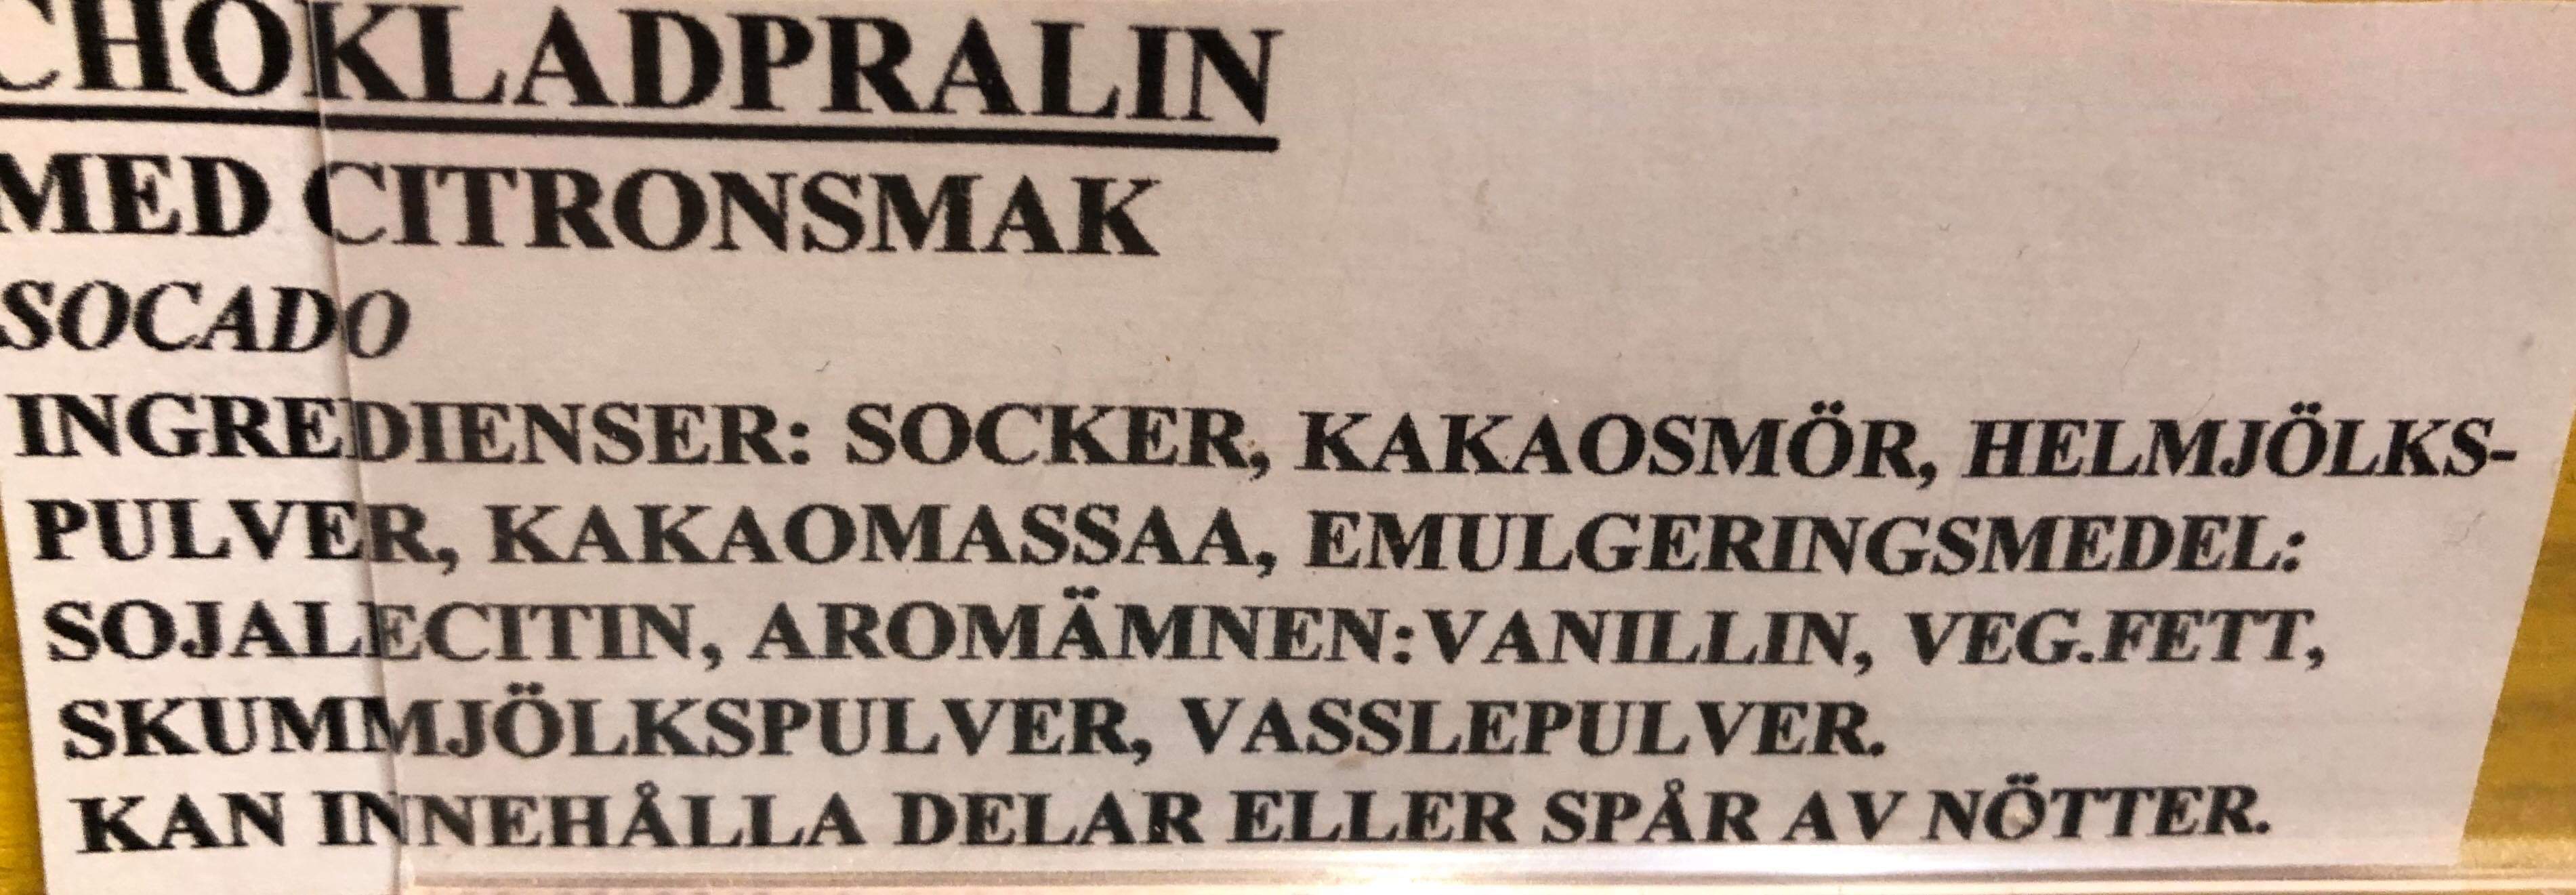 CHOKLADPRALIN
MED CITRONSMAK
SOCADO
INGREDIENSER: SOCKER, KAKAOSMÖR, HELMJÖLKS-
PULVER, KAKAOMASSAA, EMULGERINGSMEDEL:
SOJALECITIN, AROMÄMNEN:VANILLIN, VEG.FETT,
SKUMMJÖLKSPULVER, VASSLEPULVER.
KAN INNEHÅLLA DELAR ELLER SPÅR AV NÖTTER.